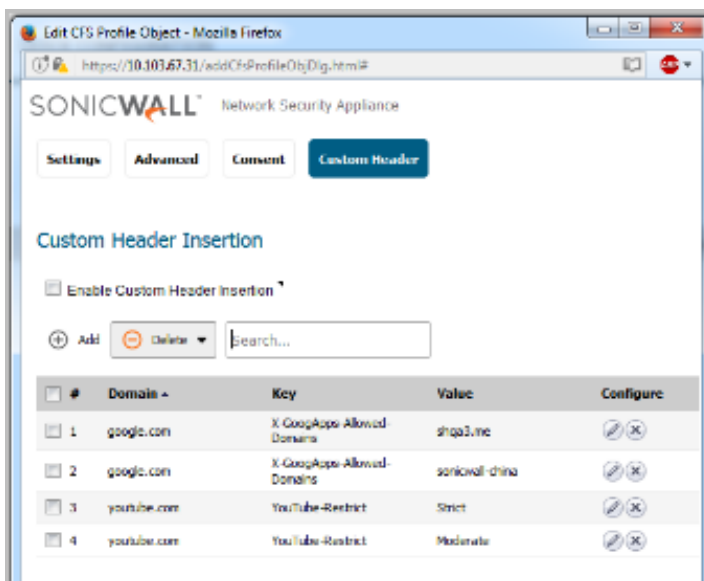 Edit CFS Profile Object - Mozilla Firefox
https://10.103.67.31/addCfsProfileObjDlg.html#
SONICWALL Network Security Appliance
Settings Advanced Consent Custom Header
Custom Header Insertion
Enable Custom Header Insertion
Add Delete Search...
# Domain Key Value Configure
1 google.com X-GoogApps-Allowed-Domains shqa3.me
2 google.com X-GoogApps-Allowed-Domains sonicwall-china
3 youtube.com YouTube-Restrict Strict
4 youtube.com YouTube-Restrict Moderate